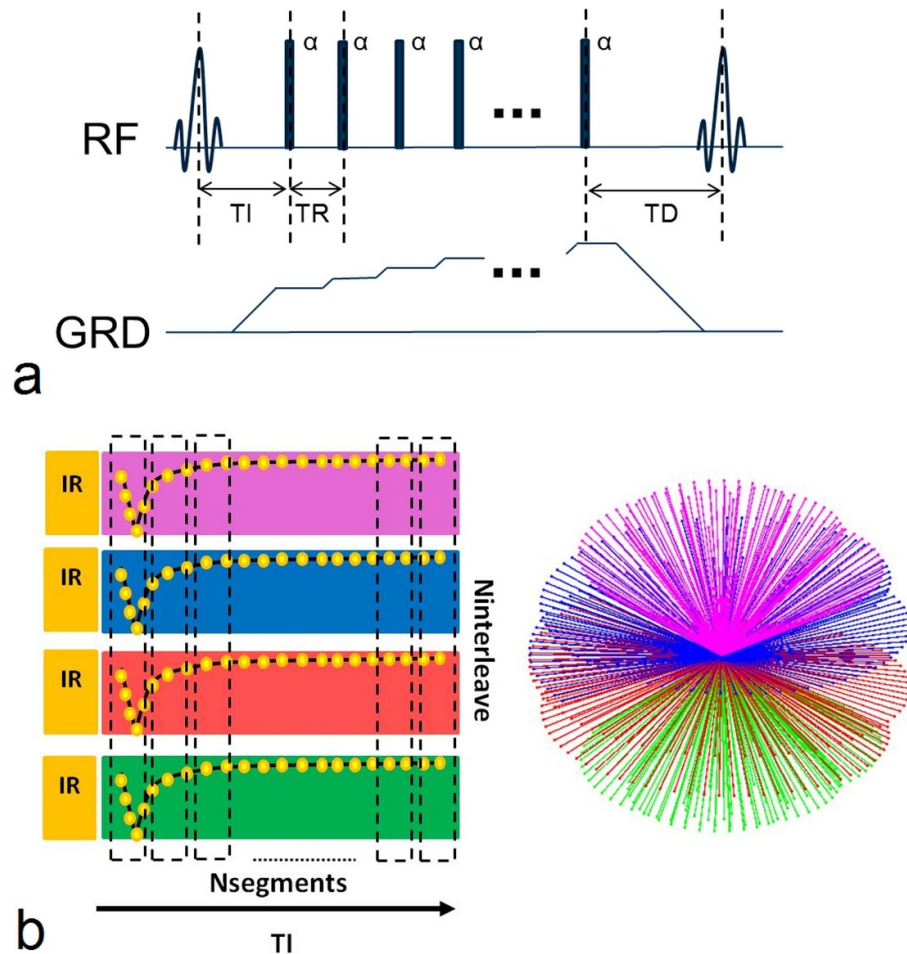 α α α α α
RF
TI TR TD
GRD
a
IR
IR
IR
IR
Ninterleave
Nsegments
TI
b